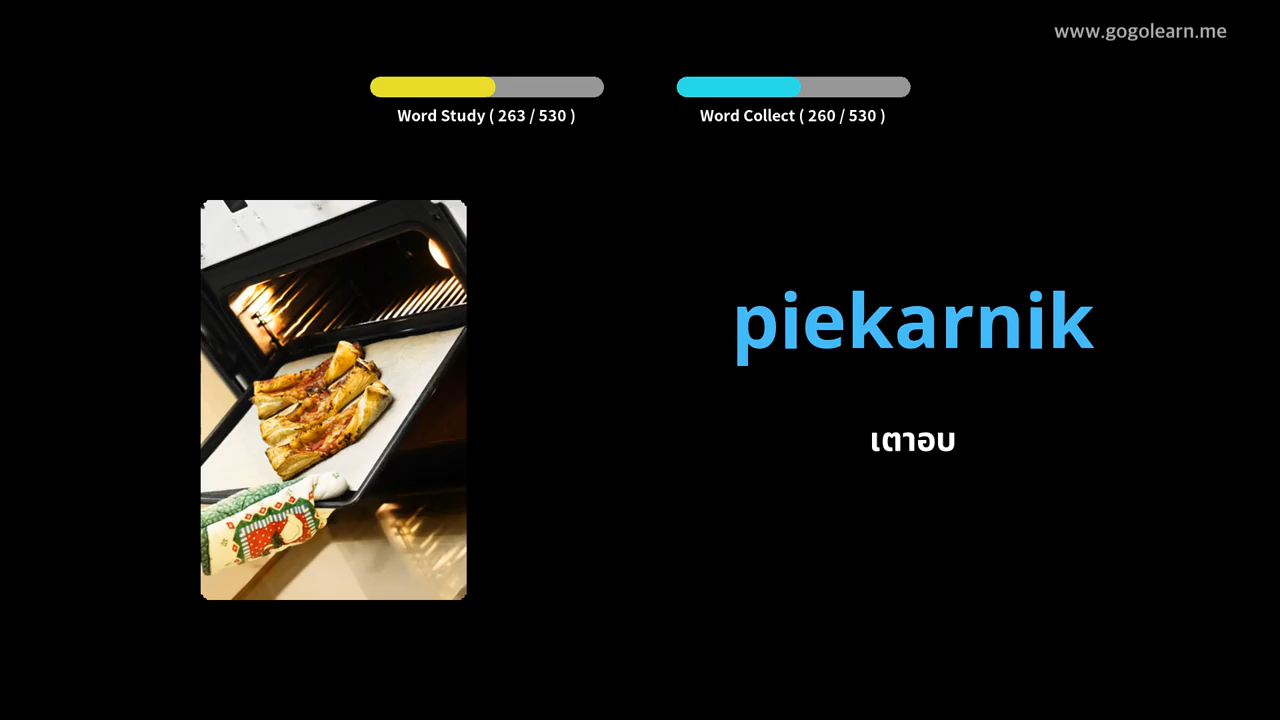 www.gogolearn.me
Word Study ( 263 / 530 )
Word Collect ( 260 / 530 )
piekarnik
เตาอบ